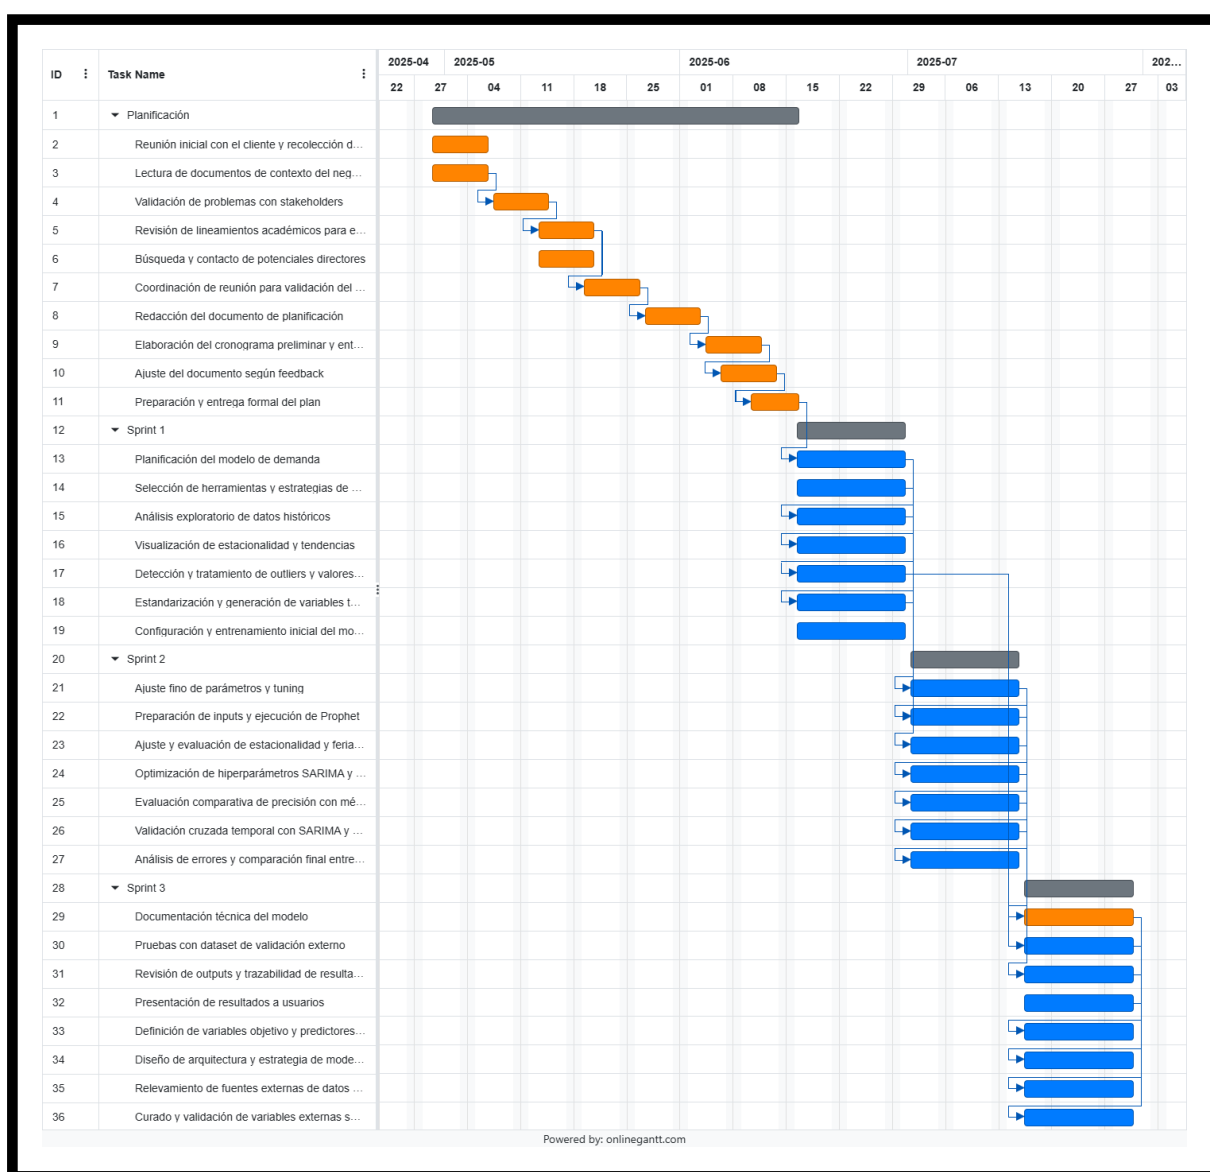 ID Task Name 2025-04 2025-05 2025-06 2025-07 202...
22 27 04 11 18 25 01 08 15 22 29 06 13 20 27 03
1 Planificación
2 Reunión inicial con el cliente y recolección d...
3 Lectura de documentos de contexto del neg...
4 Validación de problemas con stakeholders
5 Revisión de lineamientos académicos para e...
6 Búsqueda y contacto de potenciales directores
7 Coordinación de reunión para validación del ...
8 Redacción del documento de planificación
9 Elaboración del cronograma preliminar y ent...
10 Ajuste del documento según feedback
11 Preparación y entrega formal del plan
12 Sprint 1
13 Planificación del modelo de demanda
14 Selección de herramientas y estrategias de ...
15 Análisis exploratorio de datos históricos
16 Visualización de estacionalidad y tendencias
17 Detección y tratamiento de outliers y valores...
18 Estandarización y generación de variables t...
19 Configuración y entrenamiento inicial del mo...
20 Sprint 2
21 Ajuste fino de parámetros y tuning
22 Preparación de inputs y ejecución de Prophet
23 Ajuste y evaluación de estacionalidad y feria...
24 Optimización de hiperparámetros SARIMA y ...
25 Evaluación comparativa de precisión con mé...
26 Validación cruzada temporal con SARIMA y ...
27 Análisis de errores y comparación final entre...
28 Sprint 3
29 Documentación técnica del modelo
30 Pruebas con dataset de validación externo
31 Revisión de outputs y trazabilidad de resulta...
32 Presentación de resultados a usuarios
33 Definición de variables objetivo y predictores...
34 Diseño de arquitectura y estrategia de mode...
35 Relevamiento de fuentes externas de datos ...
36 Curado y validación de variables externas s...
Powered by: onlinegantt.com